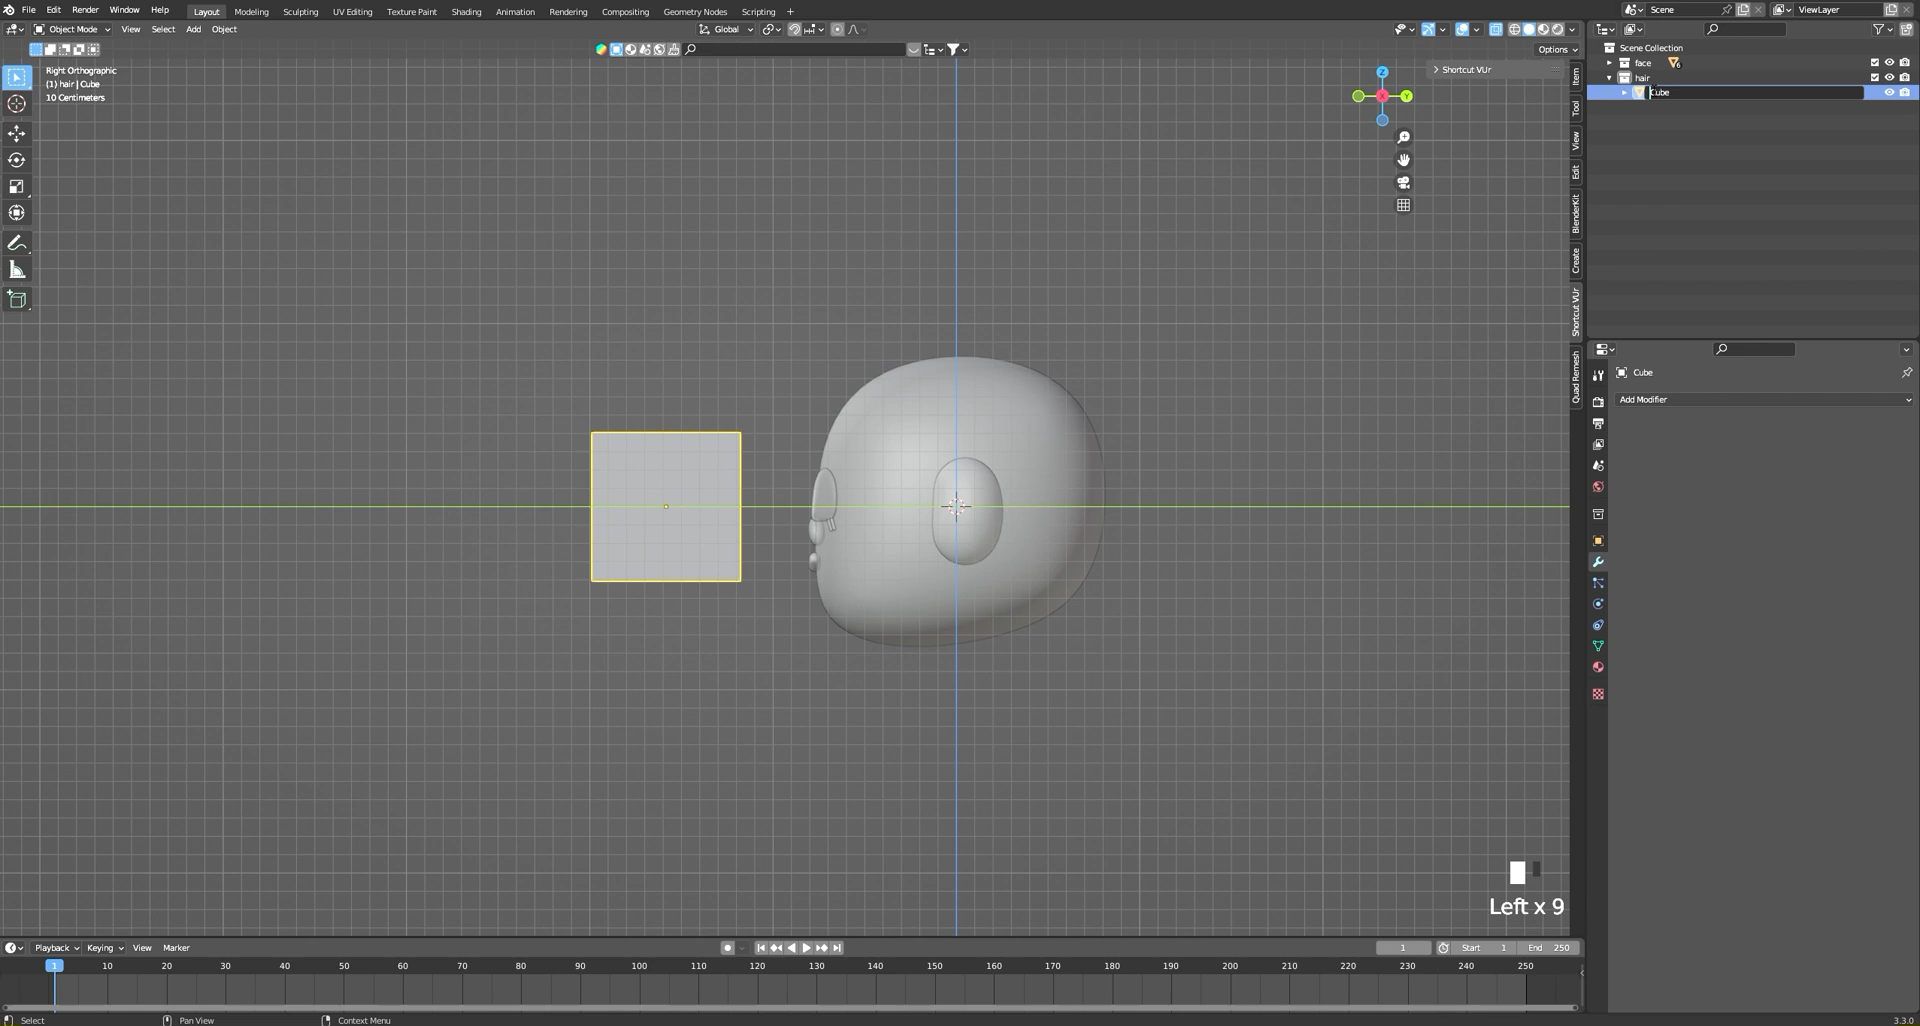 File Edit Render Window Help Layout Modeling Sculpting UV Editing Texture Paint Shading Animation Rendering Compositing Geometry Nodes Scripting + Scene ViewLayer
Object Mode View Select Add Object Global
Options
Right Orthographic
(1) hair | Cube
10 Centimeters
Shortcut VUr
Z
X
Y
Item
Tool
View
Edit
BlenderKit
Create
Shortcut VUr
Quad Remesh
Scene Collection
face 6
hair
Cube
Cube
Add Modifier
Left x 9
Playback Keying View Marker 1 Start 1 End 250
1 10 20 30 40 50 60 70 80 90 100 110 120 130 140 150 160 170 180 190 200 210 220 230 240 250
Select Pan View Context Menu 3.3.0